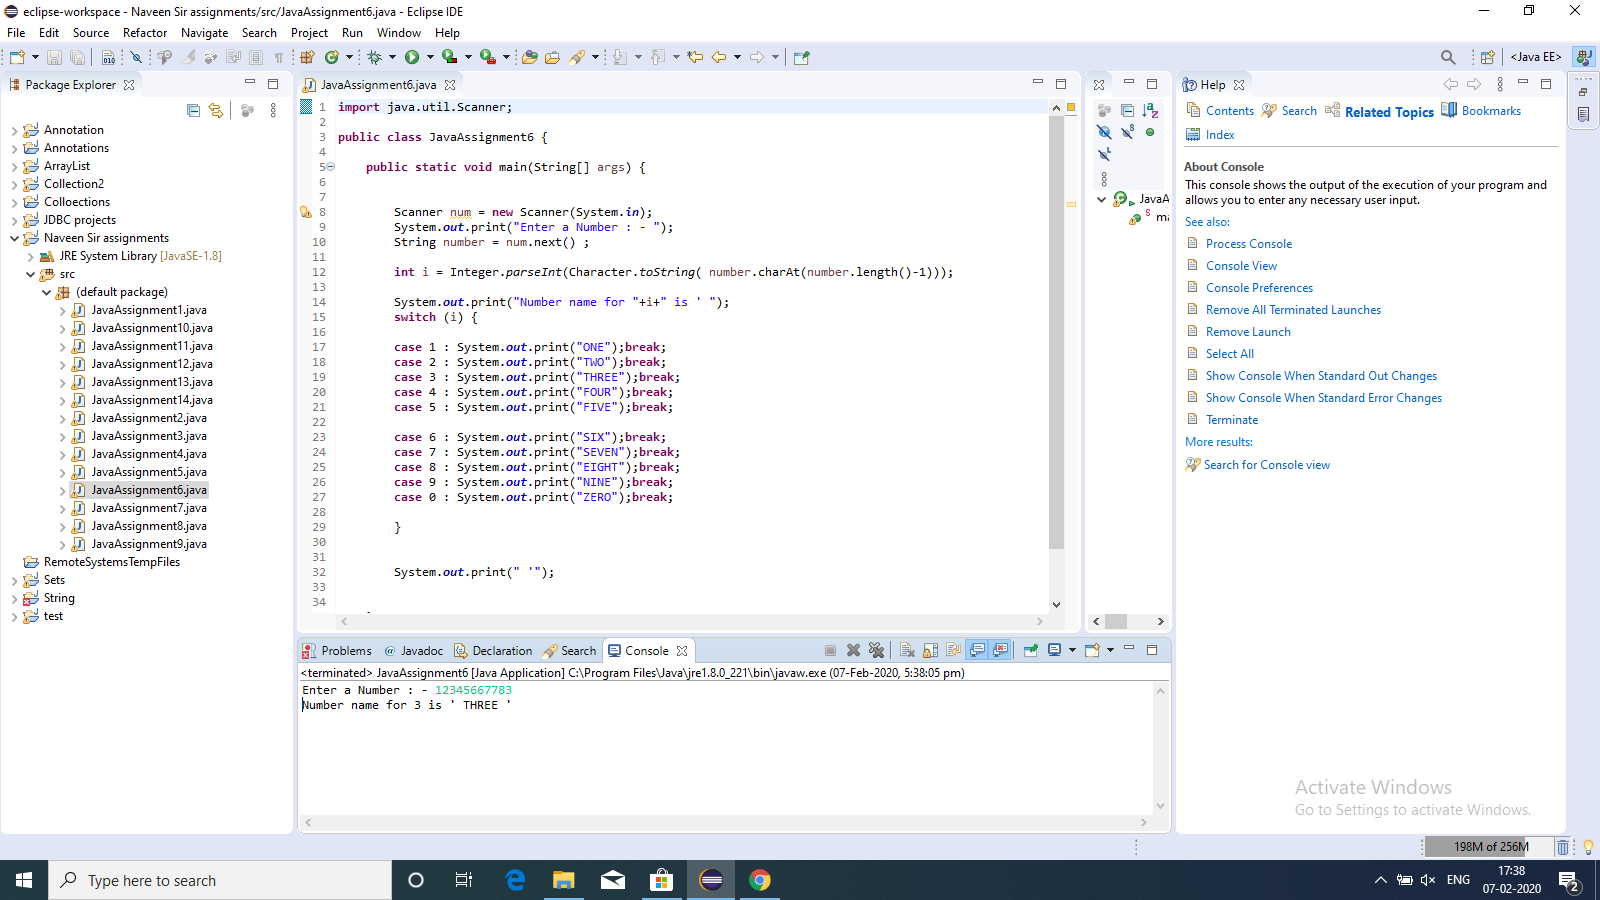 eclipse-workspace - Naveen Sir assignments/src/JavaAssignment6.java - Eclipse IDE
File Edit Source Refactor Navigate Search Project Run Window Help
<Java EE>
Package Explorer
Annotation
Annotations
ArrayList
Collection2
Colloections
JDBC projects
Naveen Sir assignments
JRE System Library [JavaSE-1.8]
src
(default package)
JavaAssignment1.java
JavaAssignment10.java
JavaAssignment11.java
JavaAssignment12.java
JavaAssignment13.java
JavaAssignment14.java
JavaAssignment2.java
JavaAssignment3.java
JavaAssignment4.java
JavaAssignment5.java
JavaAssignment6.java
JavaAssignment7.java
JavaAssignment8.java
JavaAssignment9.java
RemoteSystemsTempFiles
Sets
String
test
JavaAssignment6.java
1 import java.util.Scanner;
2
3 public class JavaAssignment6 {
4
5 public static void main(String[] args) {
6
7
8 Scanner num = new Scanner(System.in);
9 System.out.print("Enter a Number : - ");
10 String number = num.next() ;
11
12 int i = Integer.parseInt(Character.toString( number.charAt(number.length()-1)));
13
14 System.out.print("Number name for "+i+" is ' ");
15 switch (i) {
16
17 case 1 : System.out.print("ONE");break;
18 case 2 : System.out.print("TWO");break;
19 case 3 : System.out.print("THREE");break;
20 case 4 : System.out.print("FOUR");break;
21 case 5 : System.out.print("FIVE");break;
22
23 case 6 : System.out.print("SIX");break;
24 case 7 : System.out.print("SEVEN");break;
25 case 8 : System.out.print("EIGHT");break;
26 case 9 : System.out.print("NINE");break;
27 case 0 : System.out.print("ZERO");break;
28
29 }
30
31
32 System.out.print(" '");
33
34
JavaA
ma
Help
Contents Search Related Topics Bookmarks
Index
About Console
This console shows the output of the execution of your program and
allows you to enter any necessary user input.
See also:
Process Console
Console View
Console Preferences
Remove All Terminated Launches
Remove Launch
Select All
Show Console When Standard Out Changes
Show Console When Standard Error Changes
Terminate
More results:
Search for Console view
Problems @ Javadoc Declaration Search Console
<terminated> JavaAssignment6 [Java Application] C:\Program Files\Java\jre1.8.0_221\bin\javaw.exe (07-Feb-2020, 5:38:05 pm)
Enter a Number : - 12345667783
Number name for 3 is ' THREE '
Activate Windows
Go to Settings to activate Windows.
198M of 256M
Type here to search
ENG
17:38
07-02-2020
2